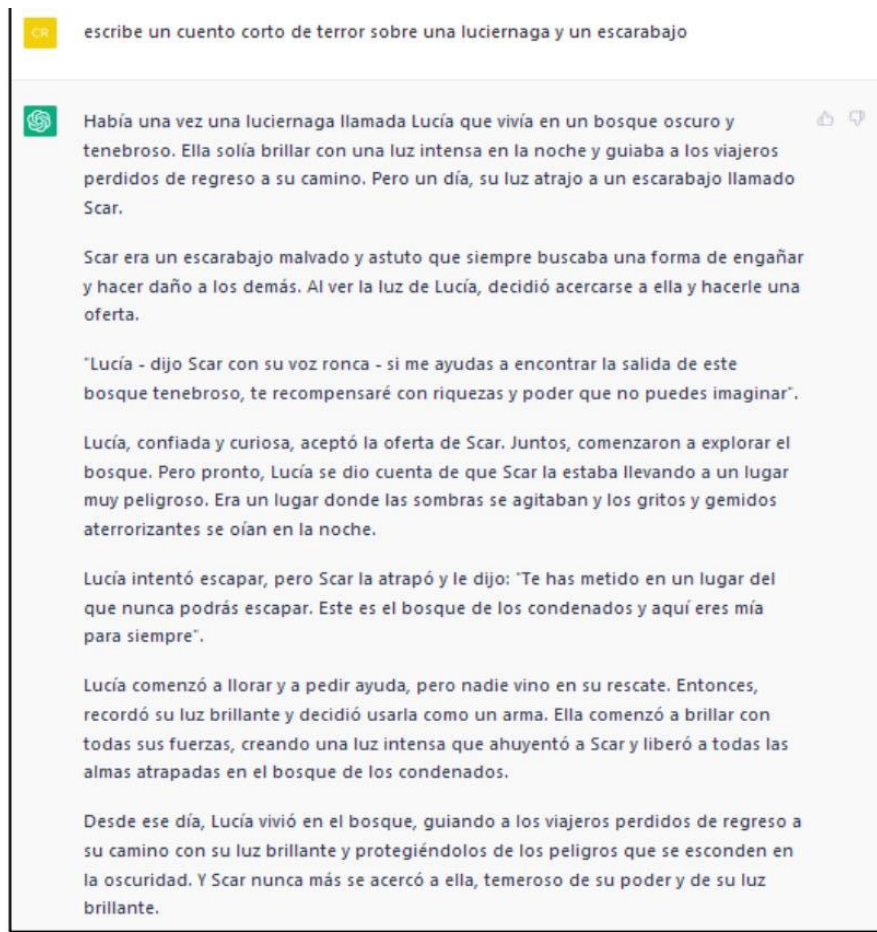 CR
escribe un cuento corto de terror sobre una luciernaga y un escarabajo
Había una vez una luciernaga llamada Lucía que vivía en un bosque oscuro y
tenebroso. Ella solía brillar con una luz intensa en la noche y guiaba a los viajeros
perdidos de regreso a su camino. Pero un día, su luz atrajo a un escarabajo llamado
Scar.
Scar era un escarabajo malvado y astuto que siempre buscaba una forma de engañar
y hacer daño a los demás. Al ver la luz de Lucía, decidió acercarse a ella y hacerle una
oferta.
"Lucía - dijo Scar con su voz ronca - si me ayudas a encontrar la salida de este
bosque tenebroso, te recompensaré con riquezas y poder que no puedes imaginar".
Lucía, confiada y curiosa, aceptó la oferta de Scar. Juntos, comenzaron a explorar el
bosque. Pero pronto, Lucía se dio cuenta de que Scar la estaba llevando a un lugar
muy peligroso. Era un lugar donde las sombras se agitaban y los gritos y gemidos
aterrorizantes se oían en la noche.
Lucía intentó escapar, pero Scar la atrapó y le dijo: "Te has metido en un lugar del
que nunca podrás escapar. Este es el bosque de los condenados y aquí eres mía
para siempre".
Lucía comenzó a llorar y a pedir ayuda, pero nadie vino en su rescate. Entonces,
recordó su luz brillante y decidió usarla como un arma. Ella comenzó a brillar con
todas sus fuerzas, creando una luz intensa que ahuyentó a Scar y liberó a todas las
almas atrapadas en el bosque de los condenados.
Desde ese día, Lucía vivió en el bosque, guiando a los viajeros perdidos de regreso a
su camino con su luz brillante y protegiéndolos de los peligros que se esconden en
la oscuridad. Y Scar nunca más se acercó a ella, temeroso de su poder y de su luz
brillante.